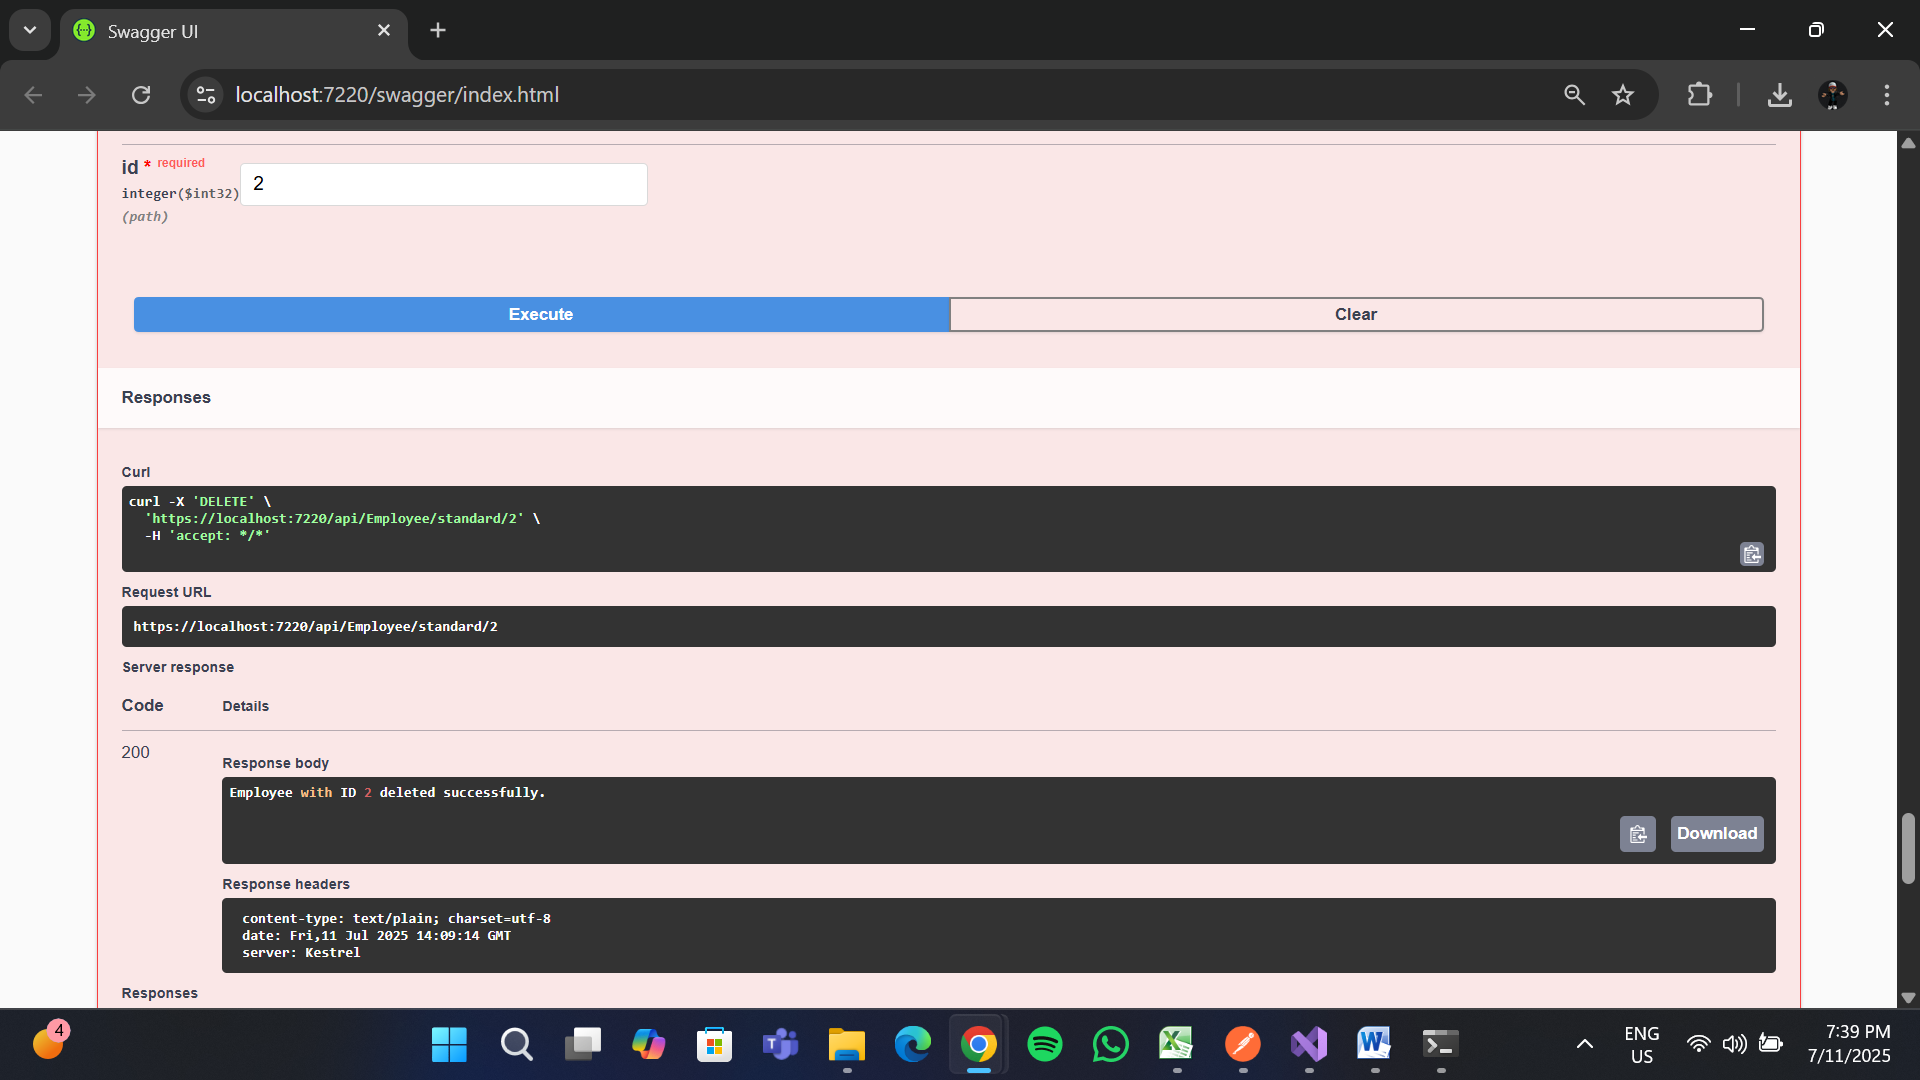 Swagger UI
localhost:7220/swagger/index.html
id * required
integer($int32)
(path)
2
Execute
Clear
Responses
Curl
curl -X 'DELETE' \
'https://localhost:7220/api/Employee/standard/2' \
-H 'accept: */*'
Request URL
https://localhost:7220/api/Employee/standard/2
Server response
Code
Details
200
Response body
Employee with ID 2 deleted successfully.
Download
Response headers
content-type: text/plain; charset=utf-8
date: Fri,11 Jul 2025 14:09:14 GMT
server: Kestrel
Responses
4
ENG
US
7:39 PM
7/11/2025